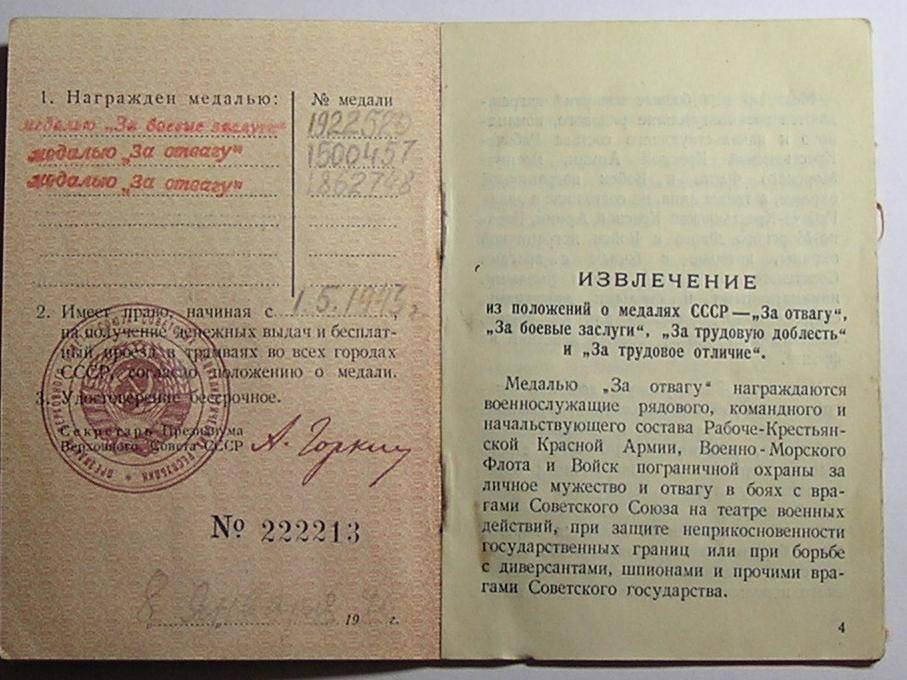 1. Награжден медалью:
№ медали
медалью „За боевые заслуги"
1922520
медалью „За отвагу"
1500457
медалью „За отвагу"
1862748
2. Имеет право, начиная с 1.5.1945 г.
на получение денежных выдач и бесплат-
ный проезд в трамваях во всех городах
СССР, согласно положению о медали.
3. Удостоверение бессрочное.
Секретарь Президиума
Верховного Совета СССР А. Горкин
№ 222213
8 19 г.
ИЗВЛЕЧЕНИЕ
из положений о медалях СССР—„За отвагу",
„За боевые заслуги", „За трудовую доблесть"
и „За трудовое отличие".
Медалью „За отвагу" награждаются
военнослужащие рядового, командного и
начальствующего состава Рабоче-Крестьян-
ской Красной Армии, Военно-Морского
Флота и Войск пограничной охраны за
личное мужество и отвагу в боях с вра-
гами Советского Союза на театре военных
действий, при защите неприкосновенности
государственных границ или при борьбе
с диверсантами, шпионами и прочими вра-
гами Советского государства.
4